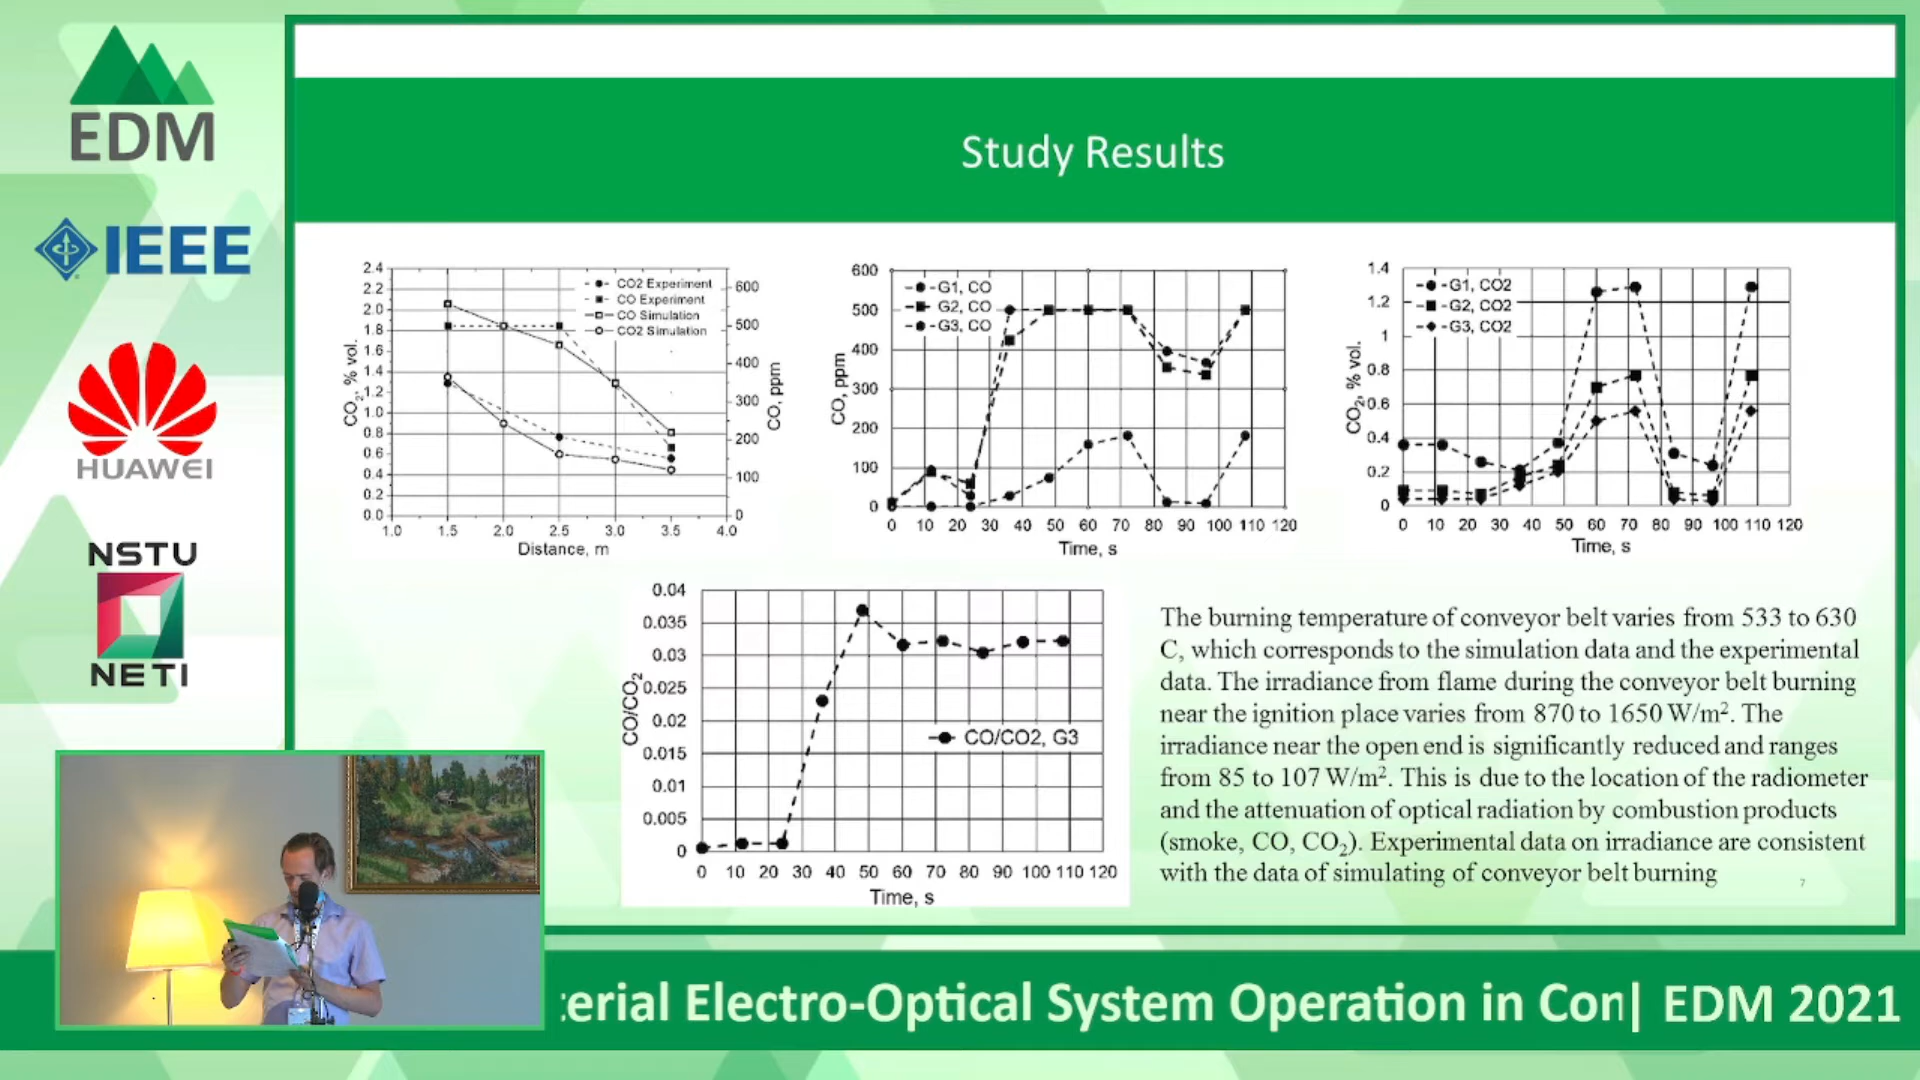 EDM
IEEE
HUAWEI
NSTU
NETI
Study Results
2.4
2.2
2.0
1.8
1.6
1.4
1.2
1.0
0.8
0.6
0.4
0.2
0.0
CO2, % vol.
CO2 Experiment
CO Experiment
CO Simulation
CO2 Simulation
600
500
400
300
200
100
0
CO, ppm
1.0 1.5 2.0 2.5 3.0 3.5 4.0
Distance, m
600
500
400
300
200
100
0
CO, ppm
G1, CO
G2, CO
G3, CO
0 10 20 30 40 50 60 70 80 90 100 110 120
Time, s
1.4
1.2
1
0.8
0.6
0.4
0.2
0
CO2, % vol.
G1, CO2
G2, CO2
G3, CO2
0 10 20 30 40 50 60 70 80 90 100 110 120
Time, s
0.04
0.035
0.03
0.025
0.02
0.015
0.01
0.005
0
CO/CO2
CO/CO2, G3
0 10 20 30 40 50 60 70 80 90 100 110 120
Time, s
The burning temperature of conveyor belt varies from 533 to 630
C, which corresponds to the simulation data and the experimental
data. The irradiance from flame during the conveyor belt burning
near the ignition place varies from 870 to 1650 W/m². The
irradiance near the open end is significantly reduced and ranges
from 85 to 107 W/m². This is due to the location of the radiometer
and the attenuation of optical radiation by combustion products
(smoke, CO, CO₂). Experimental data on irradiance are consistent
with the data of simulating of conveyor belt burning
7
terial Electro-Optical System Operation in Con| EDM 2021